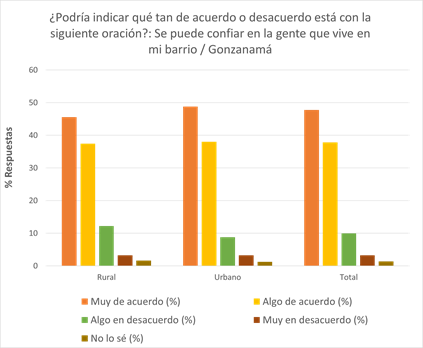 ¿Podría indicar qué tan de acuerdo o desacuerdo está con la
siguiente oración?: Se puede confiar en la gente que vive en
mi barrio / Gonzanamá
% Respuestas
60
50
40
30
20
10
0
Rural
Urbano
Total
Muy de acuerdo (%)
Algo de acuerdo (%)
Algo en desacuerdo (%)
Muy en desacuerdo (%)
No lo sé (%)